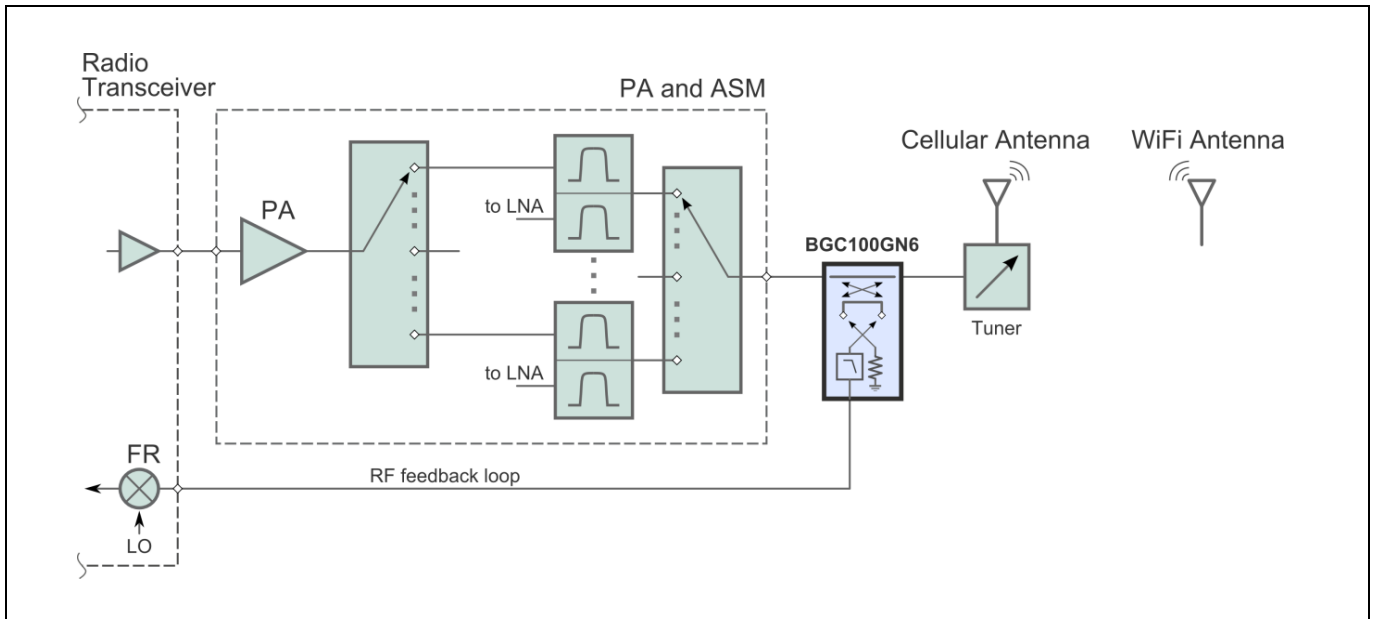 Radio
Transceiver
PA and ASM
Cellular Antenna
WiFi Antenna
PA
to LNA
BGC100GN6
Tuner
to LNA
FR
RF feedback loop
LO